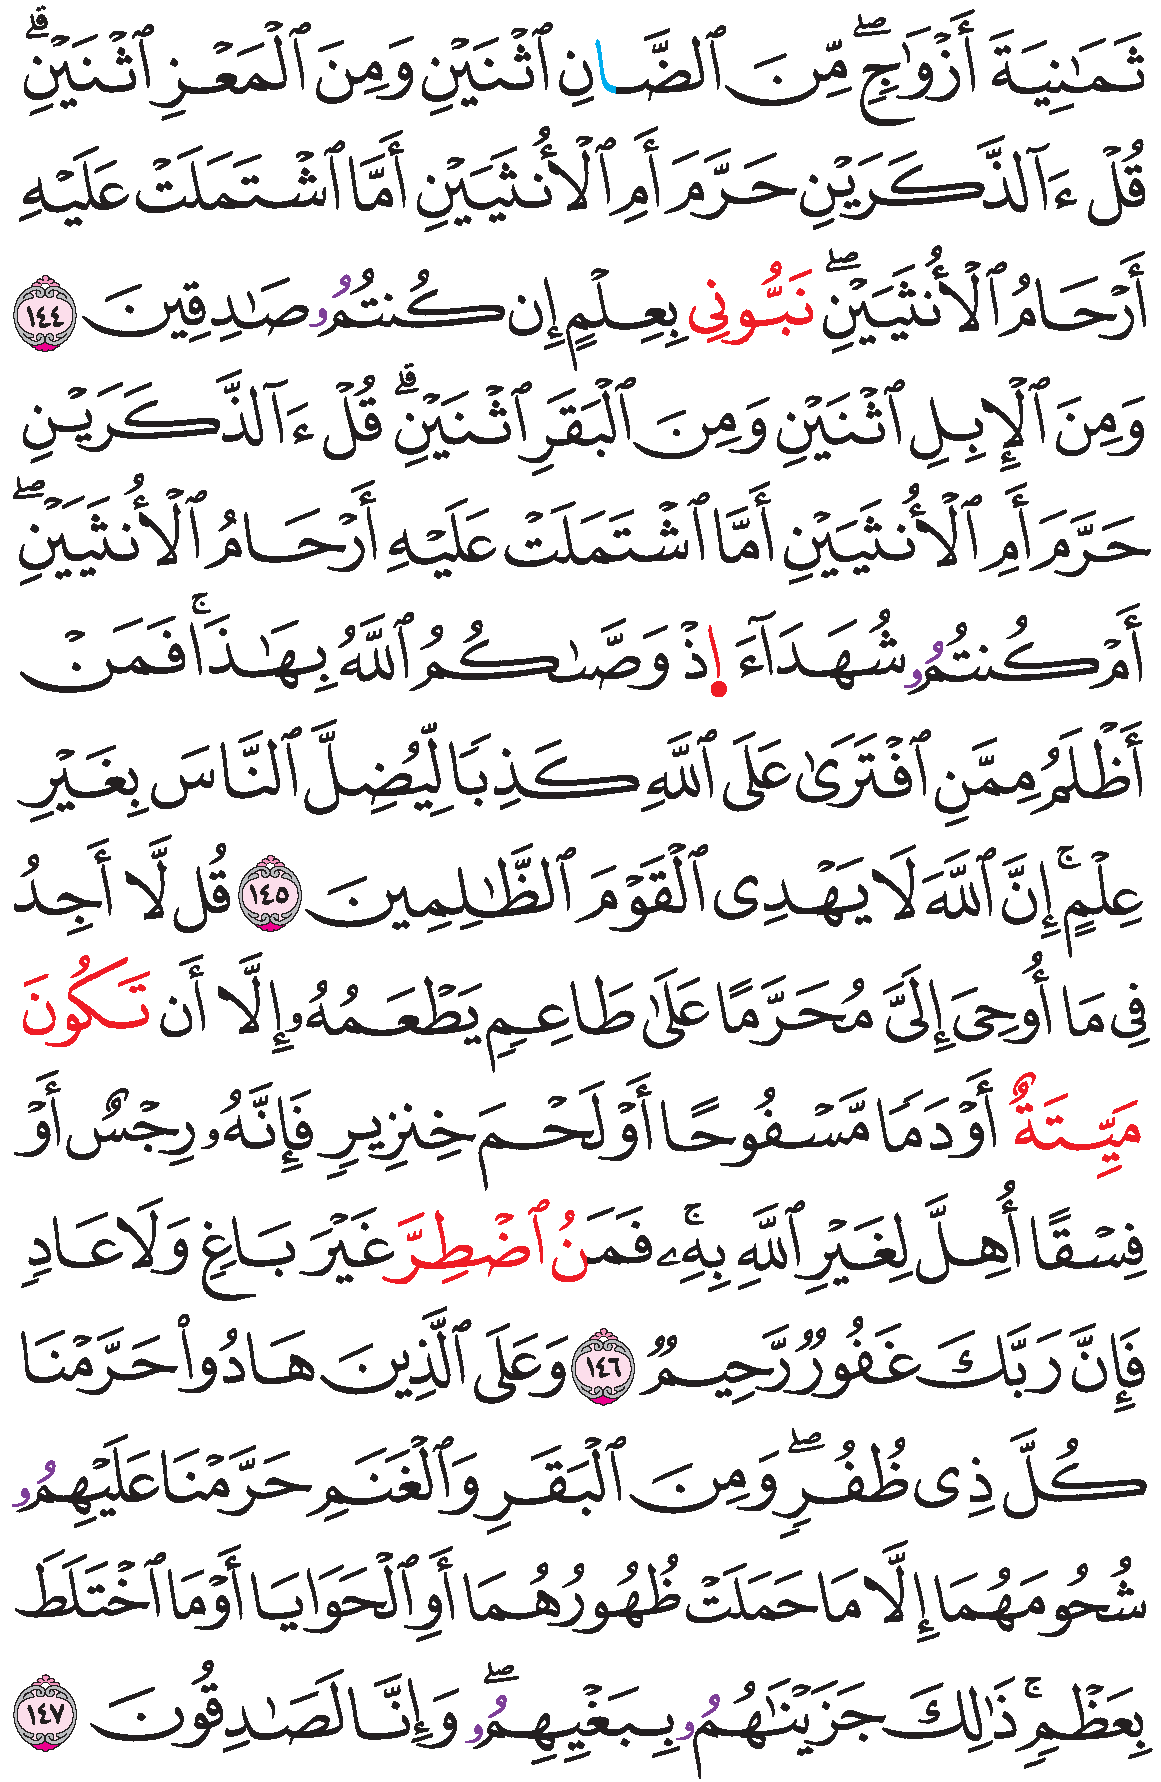 ثَمَٰنِيَةَ أَزْوَٰجٖۖ مِّنَ ٱلضَّانِ ٱثْنَيْنِ وَمِنَ ٱلْمَعْزِ ٱثْنَيْنِۗ
قُلْ ءَآلذَّكَرَيْنِ حَرَّمَ أَمِ ٱلْأُنثَيَيْنِ أَمَّا ٱشْتَمَلَتْ عَلَيْهِ
أَرْحَامُ ٱلْأُنثَيَيْنِۖ نَبُّونِي بِعِلْمٍ إِن كُنتُمُۥ صَٰدِقِينَ ١٤٤
وَمِنَ ٱلْإِبِلِ ٱثْنَيْنِ وَمِنَ ٱلْبَقَرِ ٱثْنَيْنِۗ قُلْ ءَآلذَّكَرَيْنِ
حَرَّمَ أَمِ ٱلْأُنثَيَيْنِ أَمَّا ٱشْتَمَلَتْ عَلَيْهِ أَرْحَامُ ٱلْأُنثَيَيْنِۖ
أَمْ كُنتُمُۥ شُهَدَآءَ اِ۬ذْ وَصَّىٰكُمُ ٱللَّهُ بِهَٰذَاۚ فَمَنْ
أَظْلَمُ مِمَّنِ ٱفْتَرَىٰ عَلَى ٱللَّهِ كَذِبٗا لِّيُضِلَّ ٱلنَّاسَ بِغَيْرِ
عِلْمٍۚ إِنَّ ٱللَّهَ لَا يَهْدِى ٱلْقَوْمَ ٱلظَّٰلِمِينَ ١٤٥ قُل لَّا أَجِدُ
فِى مَا أُوحِىَ إِلَىَّ مُحَرَّمًا عَلَىٰ طَاعِمٖ يَطْعَمُهُۥ إِلَّا أَن تَكُونَ
مَيِّتَةٌ أَوْ دَمٗا مَّسْفُوحًا أَوْ لَحْمَ خِنزِيرٖ فَإِنَّهُۥ رِجْسٌ أَوْ
فِسْقًا أُهِلَّ لِغَيْرِ ٱللَّهِ بِهِۦۚ فَمَنُ ٱضْطِرَّ غَيْرَ بَاغٖ وَلَا عَادٖ
فَإِنَّ رَبَّكَ غَفُورٞ رَّحِيمٞ ١٤٦ وَعَلَى ٱلَّذِينَ هَادُوا۟ حَرَّمْنَا
كُلَّ ذِى ظُفُرٖۖ وَمِنَ ٱلْبَقَرِ وَٱلْغَنَمِ حَرَّمْنَا عَلَيْهِمُۥ
شُحُومَهُمَا إِلَّا مَا حَمَلَتْ ظُهُورُهُمَا أَوِ ٱلْحَوَايَا أَوْ مَا ٱخْتَلَطَ
بِعَظْمٖۚ ذَٰلِكَ جَزَيْنَٰهُمُۥ بِبَغْيِهِمُۥۖ وَإِنَّا لَصَٰدِقُونَ ١٤٧